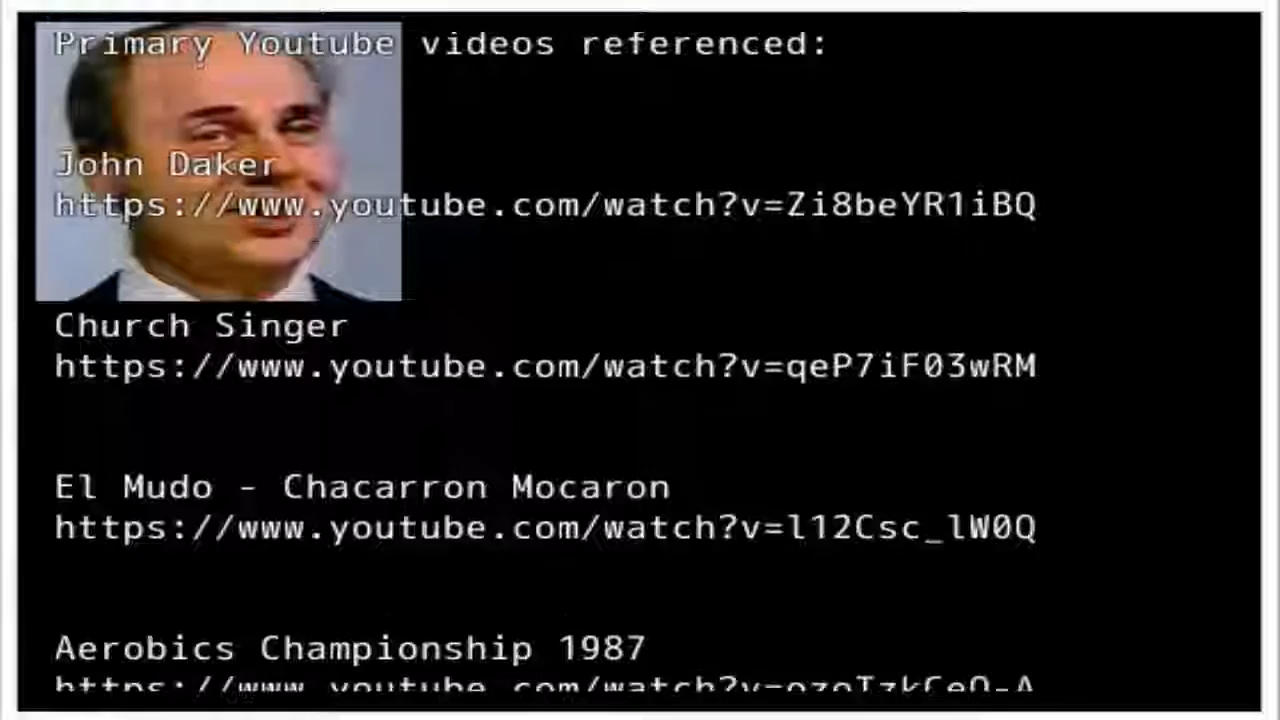 Primary Youtube videos referenced:
John Daker
https://www.youtube.com/watch?v=Zi8beYR1iBQ
Church Singer
https://www.youtube.com/watch?v=qeP7iF03wRM
El Mudo - Chacarron Mocaron
https://www.youtube.com/watch?v=l12Csc_lW0Q
Aerobics Championship 1987